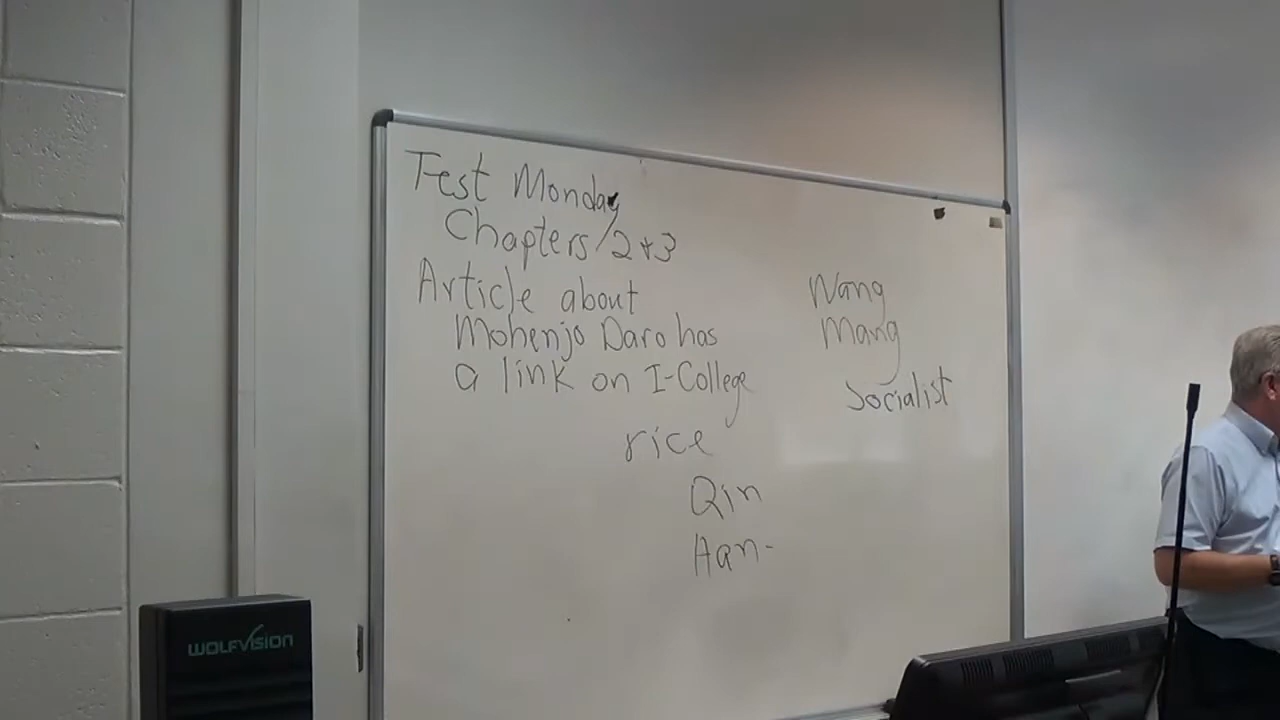 Test Monday
Chapters 1/2+3
Article about
Mohenjo Daro has
a link on I-College
rice
Qin
Han-
Wang
Mang
Socialist
WOLFVISION